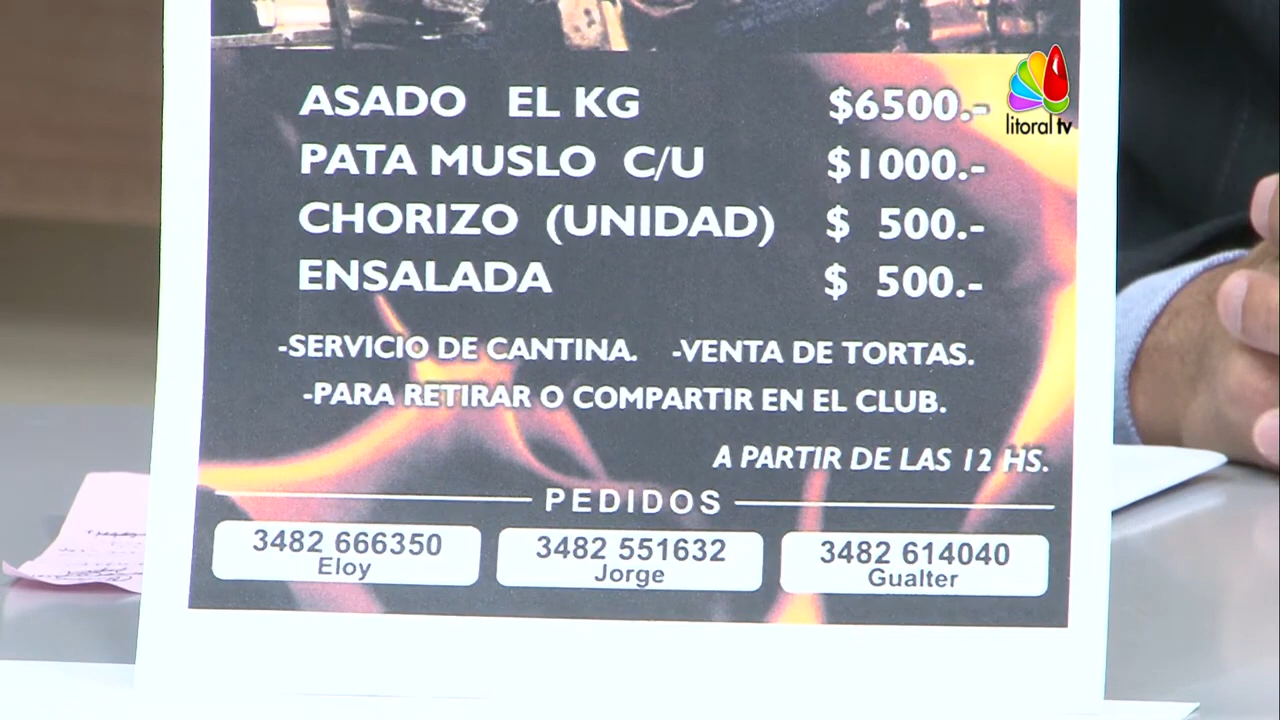 ASADO EL KG $6500.-
litoral tv
PATA MUSLO C/U $1000.-
CHORIZO (UNIDAD) $ 500.-
ENSALADA $ 500.-
-SERVICIO DE CANTINA. -VENTA DE TORTAS.
-PARA RETIRAR O COMPARTIR EN EL CLUB.
A PARTIR DE LAS 12 HS.
PEDIDOS
3482 666350 3482 551632 3482 614040
Eloy Jorge Gualter